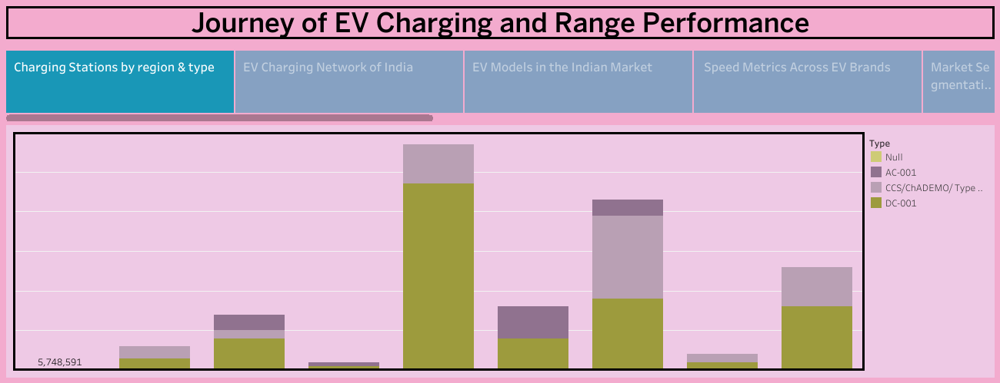 Journey of EV Charging and Range Performance
Charging Stations by region & type
EV Charging Network of India
EV Models in the Indian Market
Speed Metrics Across EV Brands
Market Se
gmentati..
Type
Null
AC-001
CCS/ChADEMO/ Type ..
DC-001
5,748,591